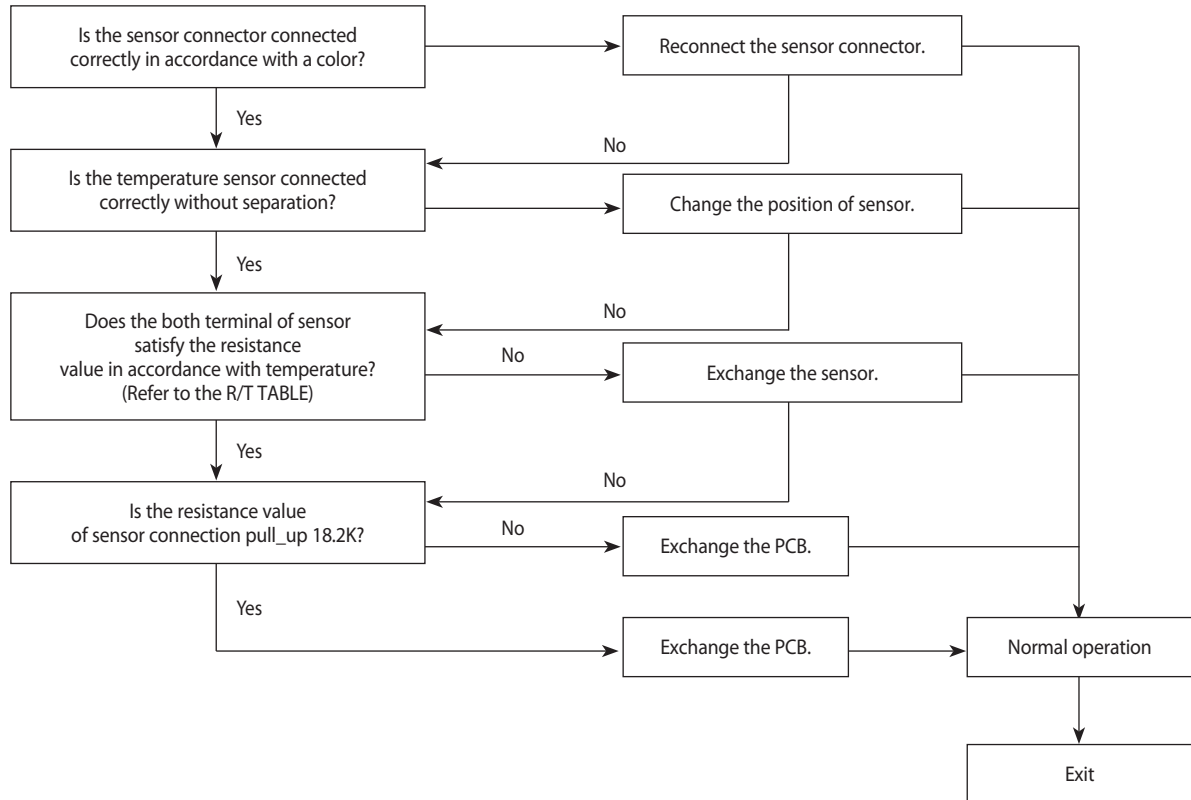 Is the sensor connector connected
correctly in accordance with a color?
Reconnect the sensor connector.
Yes
No
Is the temperature sensor connected
correctly without separation?
Change the position of sensor.
Yes
No
Does the both terminal of sensor
satisfy the resistance
value in accordance with temperature?
(Refer to the R/T TABLE)
No
Exchange the sensor.
Yes
No
Is the resistance value
of sensor connection pull_up 18.2K?
No
Exchange the PCB.
Yes
Exchange the PCB.
Normal operation
Exit